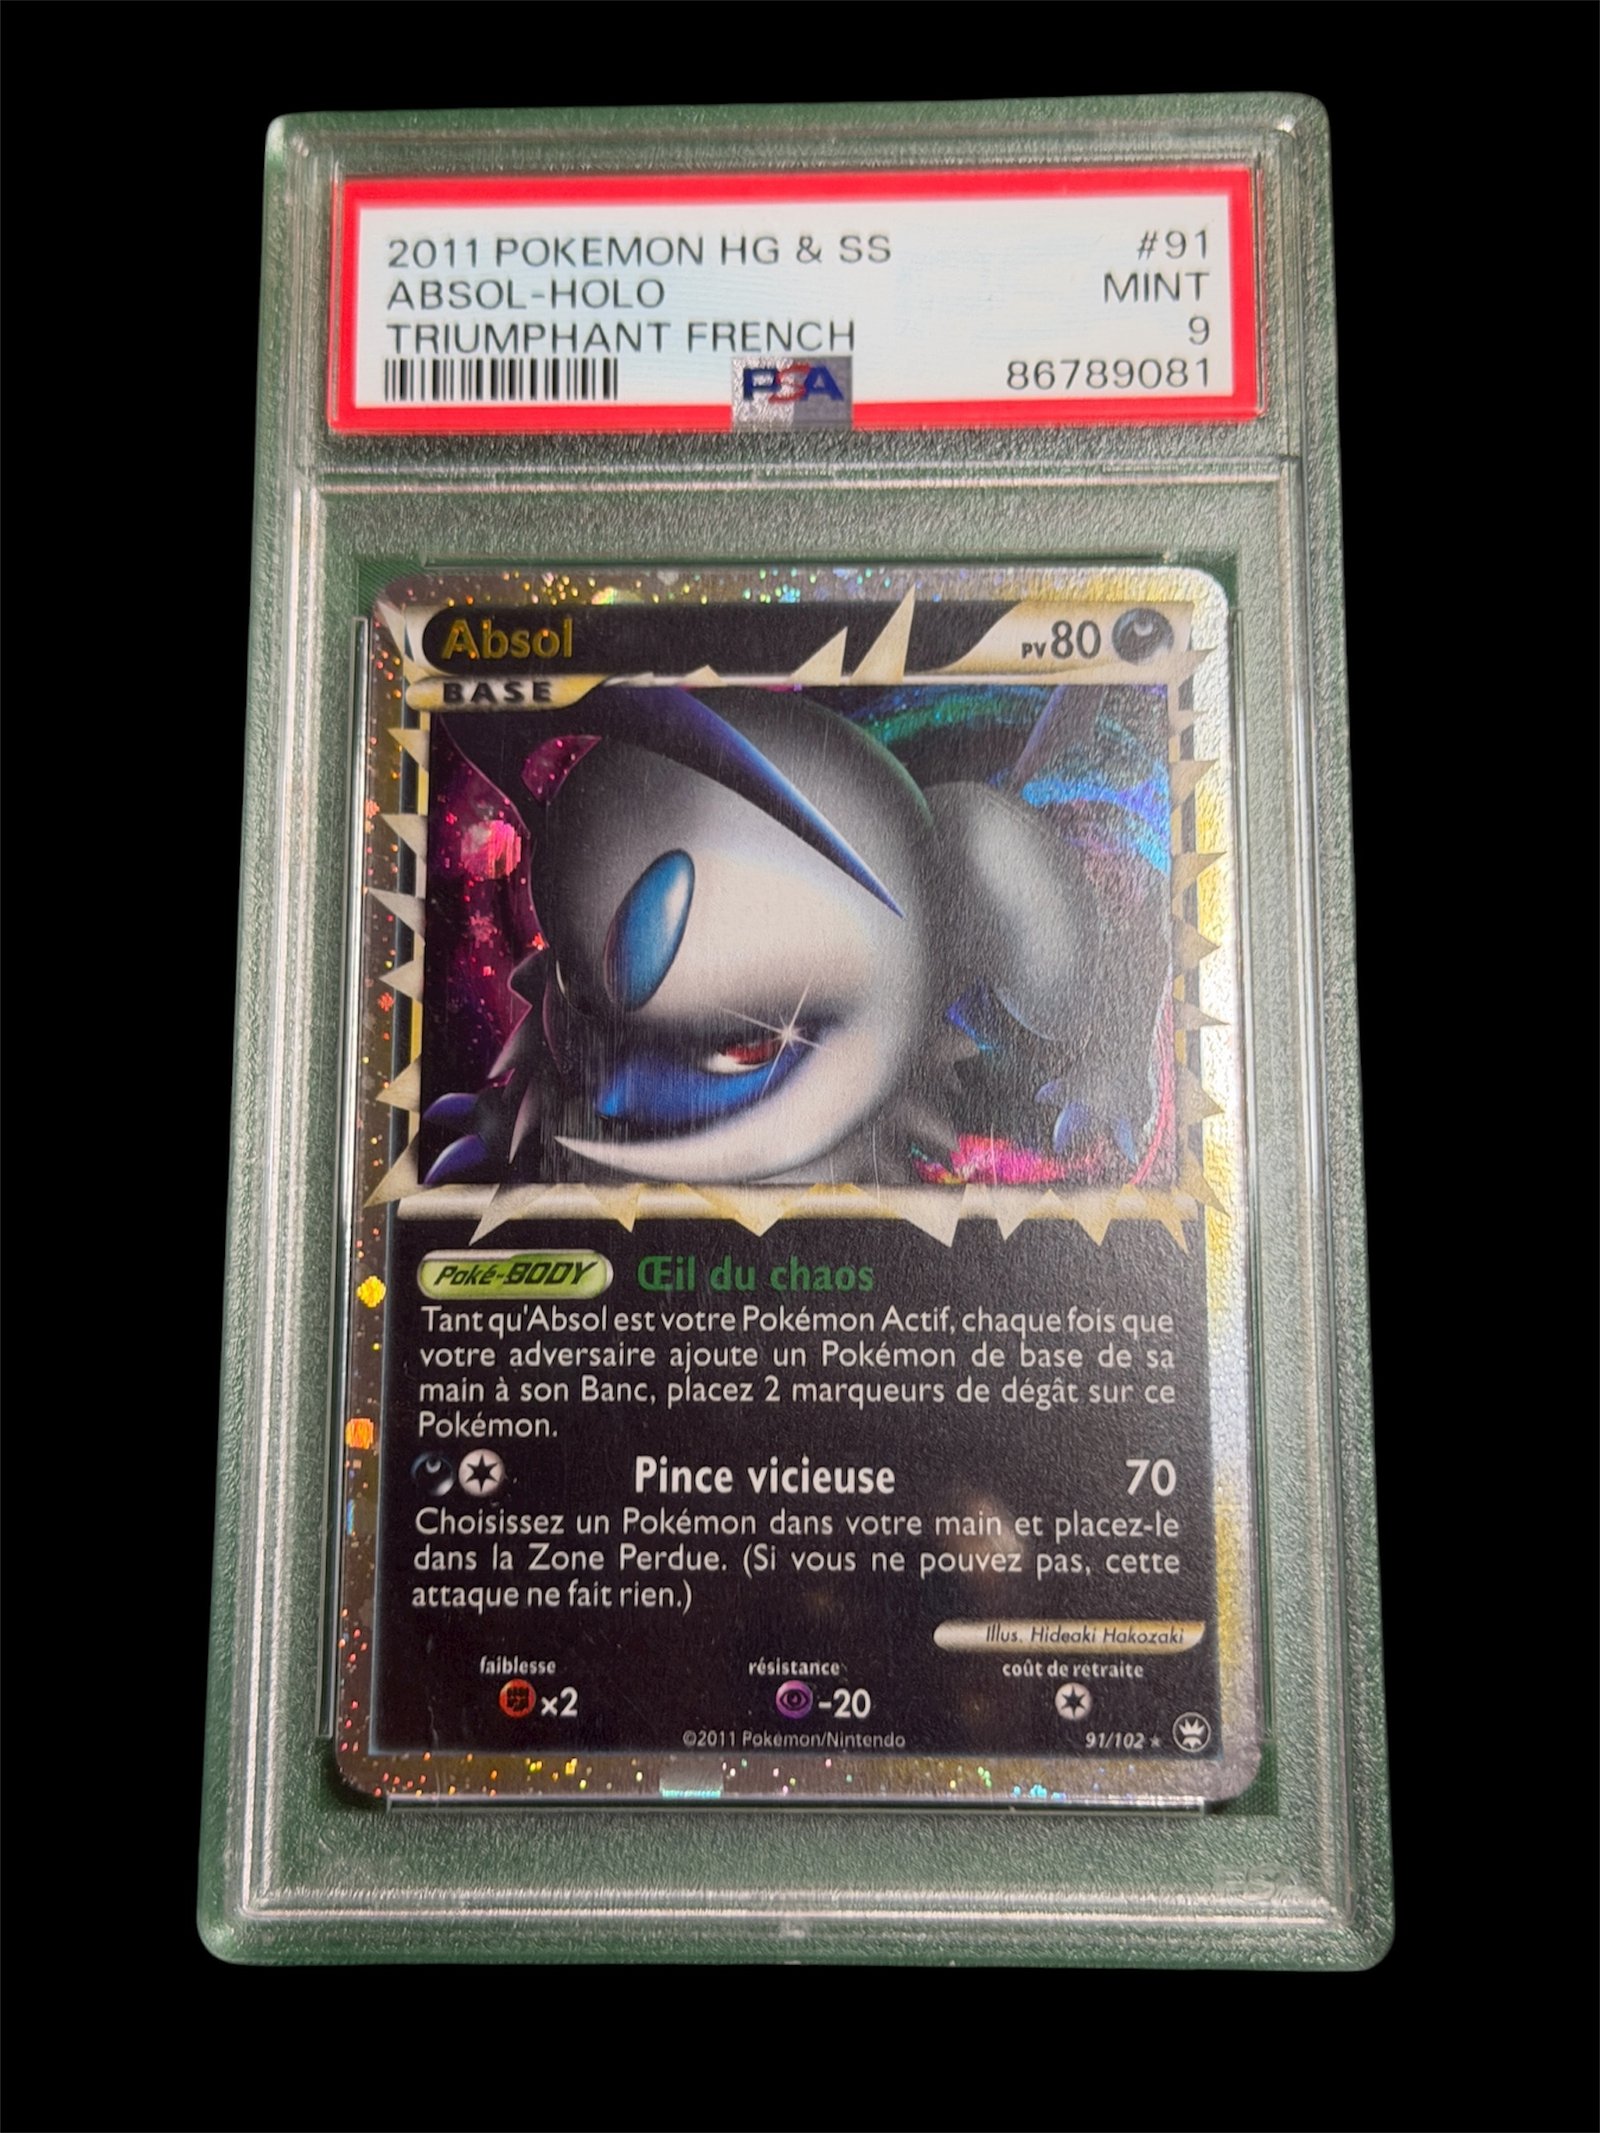 2011 POKEMON HG & SS #91
ABSOL-HOLO MINT
TRIUMPHANT FRENCH 9
PSA 86789081
Absol PV80
BASE
Poké-BODY Œil du chaos
Tant qu'Absol est votre Pokémon Actif, chaque fois que
votre adversaire ajoute un Pokémon de base de sa
main à son Banc, placez 2 marqueurs de dégât sur ce
Pokémon.
Pince vicieuse 70
Choisissez un Pokémon dans votre main et placez-le
dans la Zone Perdue. (Si vous ne pouvez pas, cette
attaque ne fait rien.)
Illus. Hideaki Hakozaki
faiblesse résistance coût de retraite
x2 -20
©2011 Pokémon/Nintendo 91/102